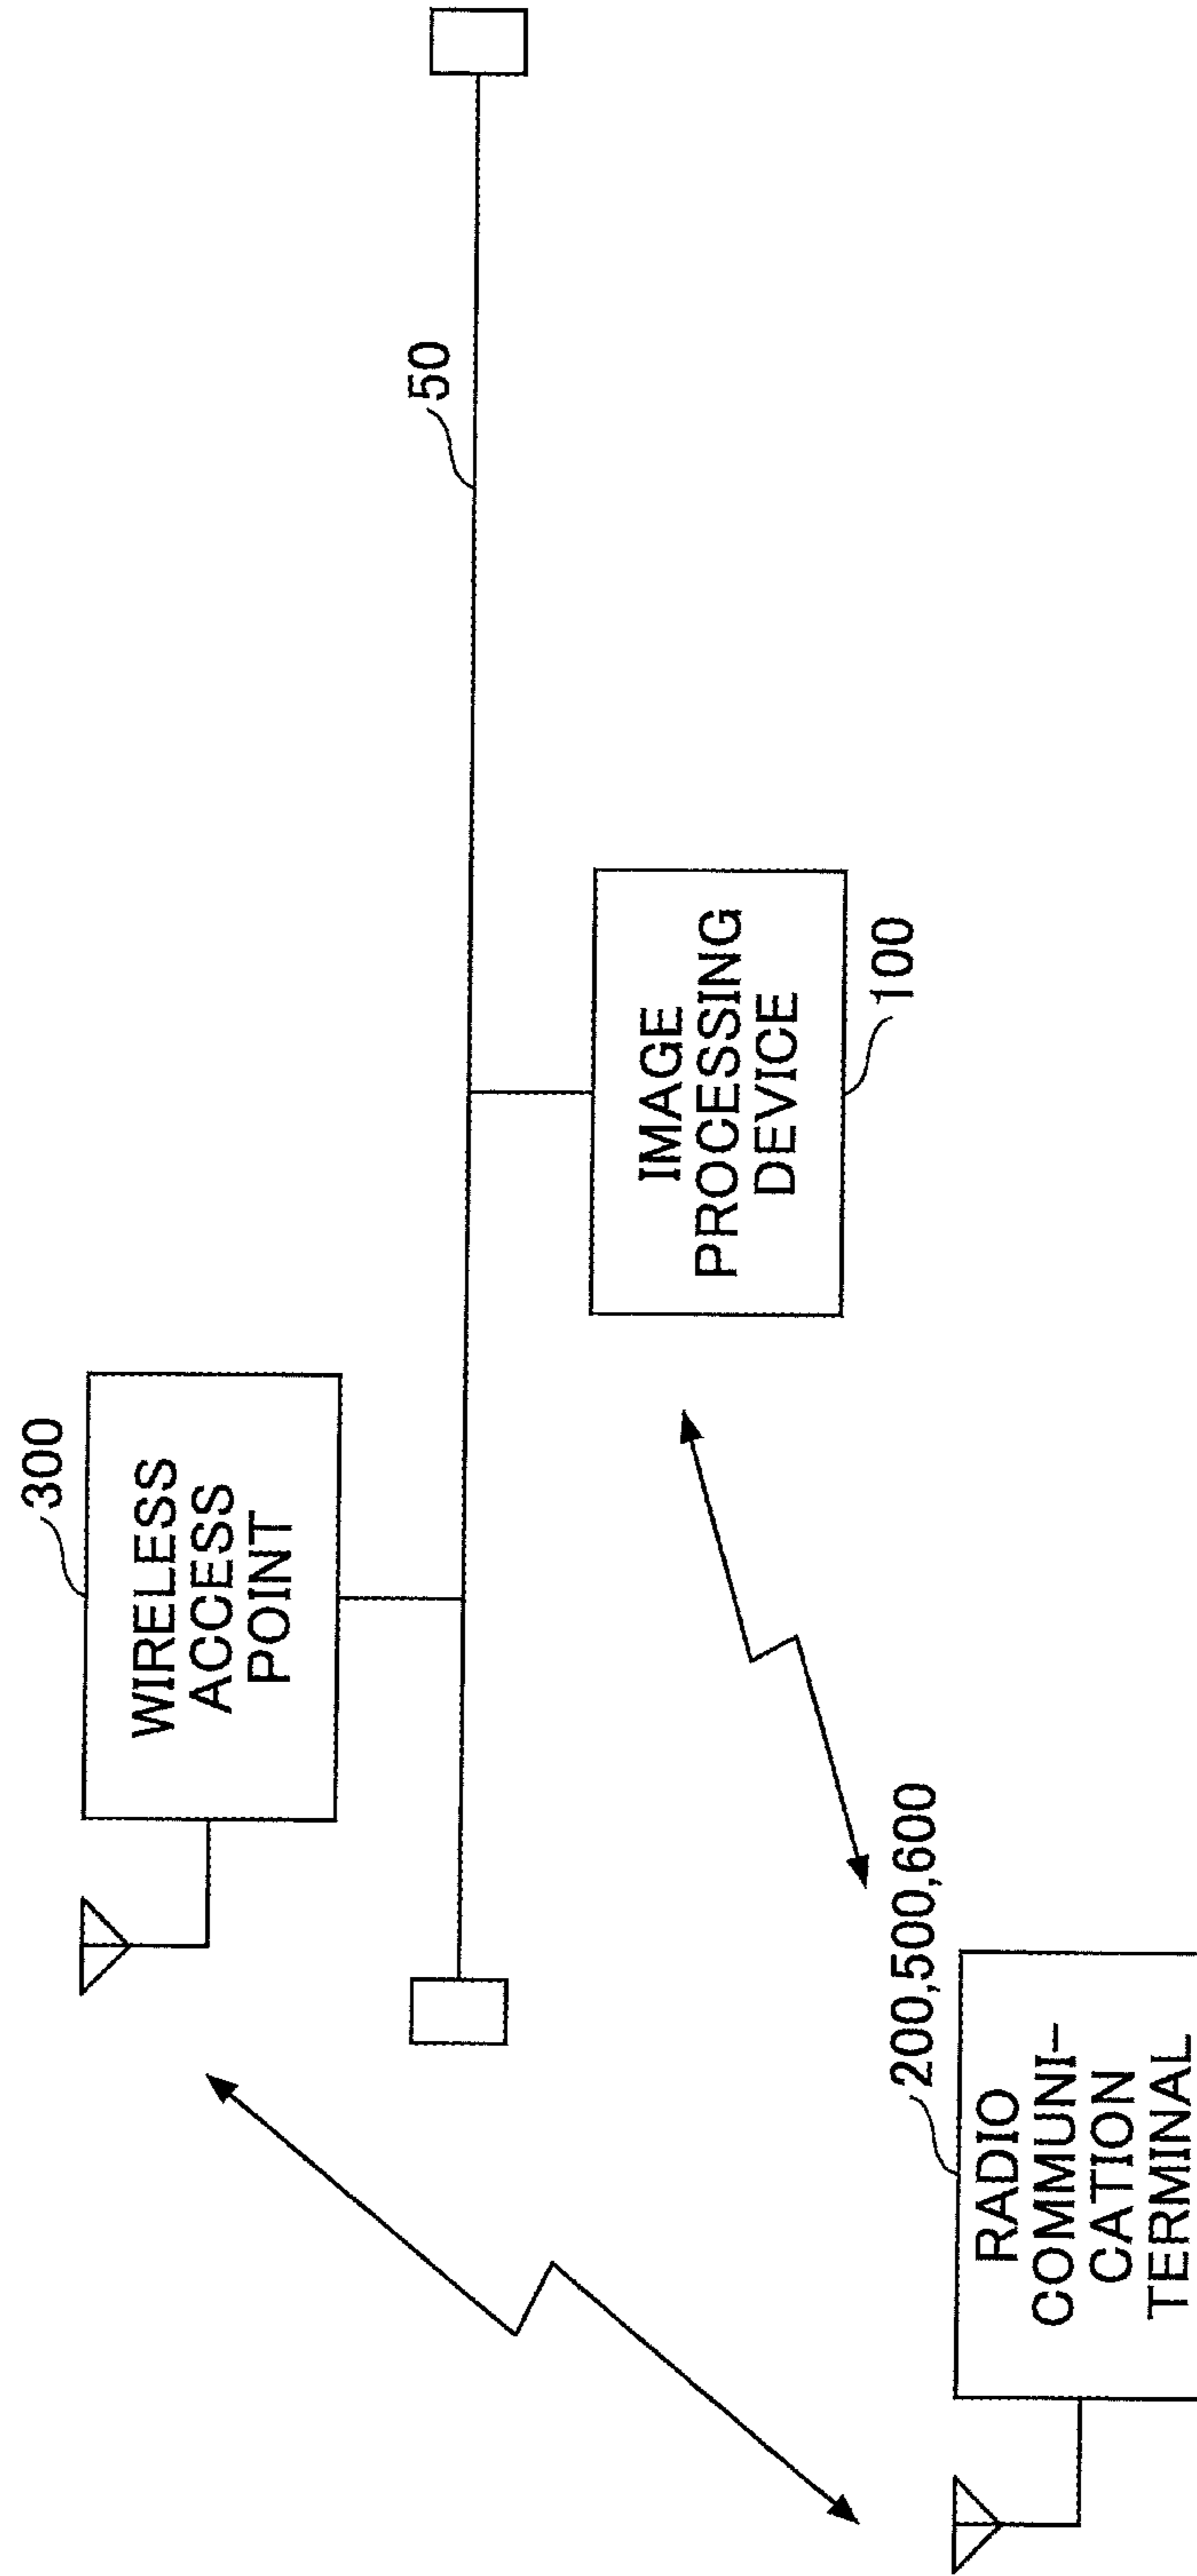 300
WIRELESS
ACCESS
POINT
50
IMAGE
PROCESSING
DEVICE
100
200,500,600
RADIO
COMMUNI–
CATION
TERMINAL